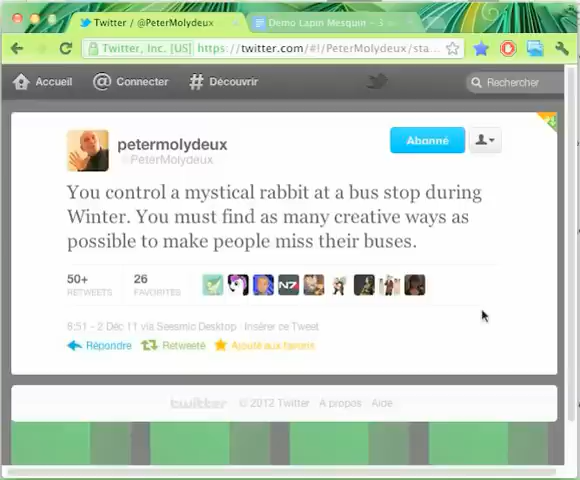 Twitter / @PeterMolydeux
Demo Lapin Mesquin – 3
Twitter, Inc. [US] https://twitter.com/#!/PeterMolydeux/sta...
Accueil @ Connecter # Découvrir
Rechercher
petermolydeux
@PeterMolydeux
Abonné
You control a mystical rabbit at a bus stop during
Winter. You must find as many creative ways as
possible to make people miss their buses.
50+ 26
RETWEETS FAVORITES
N7
8:51 - 2 Déc 11 via Seesmic Desktop · Insérer ce Tweet
Répondre Retweeté Ajouté aux favoris
twitter © 2012 Twitter A propos Aide